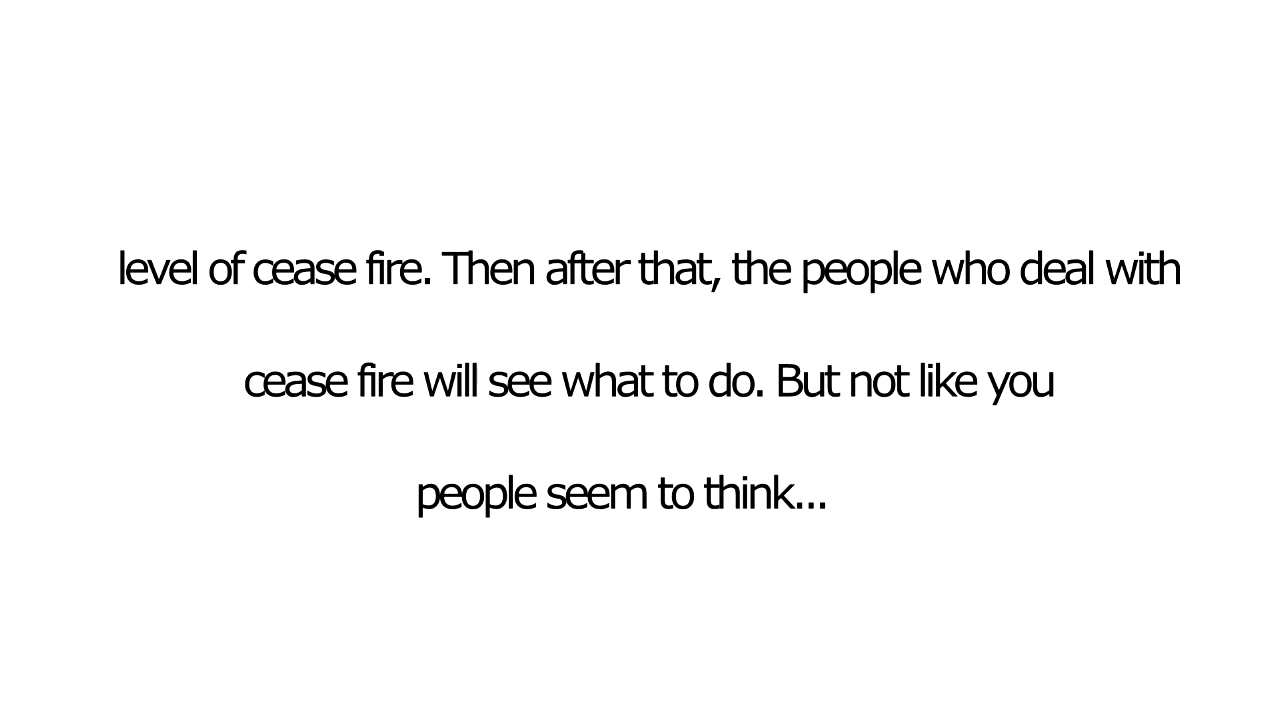 level of cease fire. Then after that, the people who deal with
cease fire will see what to do. But not like you
people seem to think...